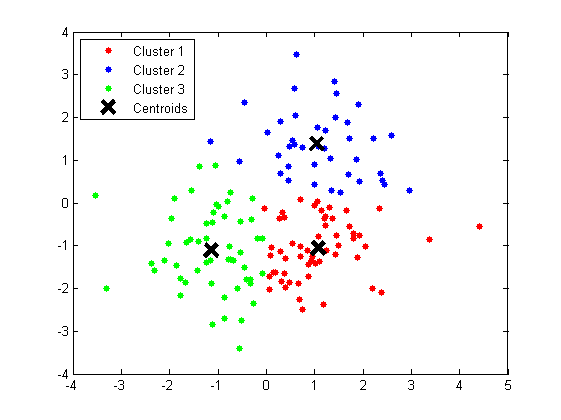 Cluster 1
Cluster 2
Cluster 3
Centroids
4
3
2
1
0
-1
-2
-3
-4
-4 -3 -2 -1 0 1 2 3 4 5